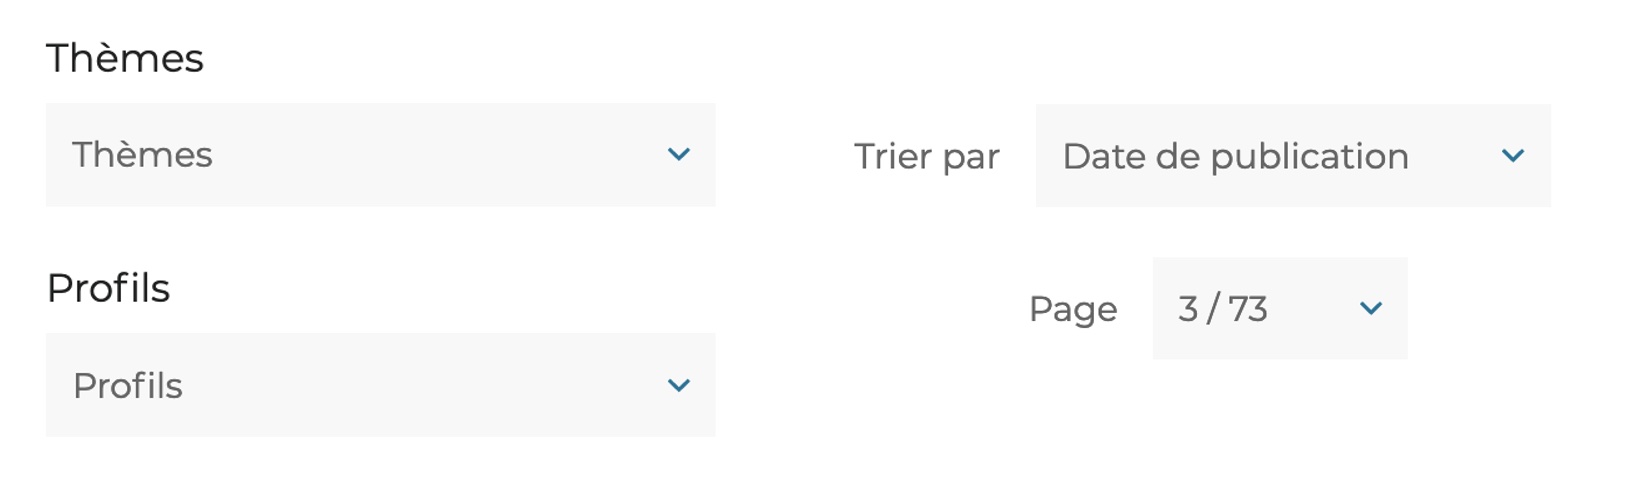 Thèmes
Thèmes
Profils
Profils
Trier par Date de publication
Page 3 / 73